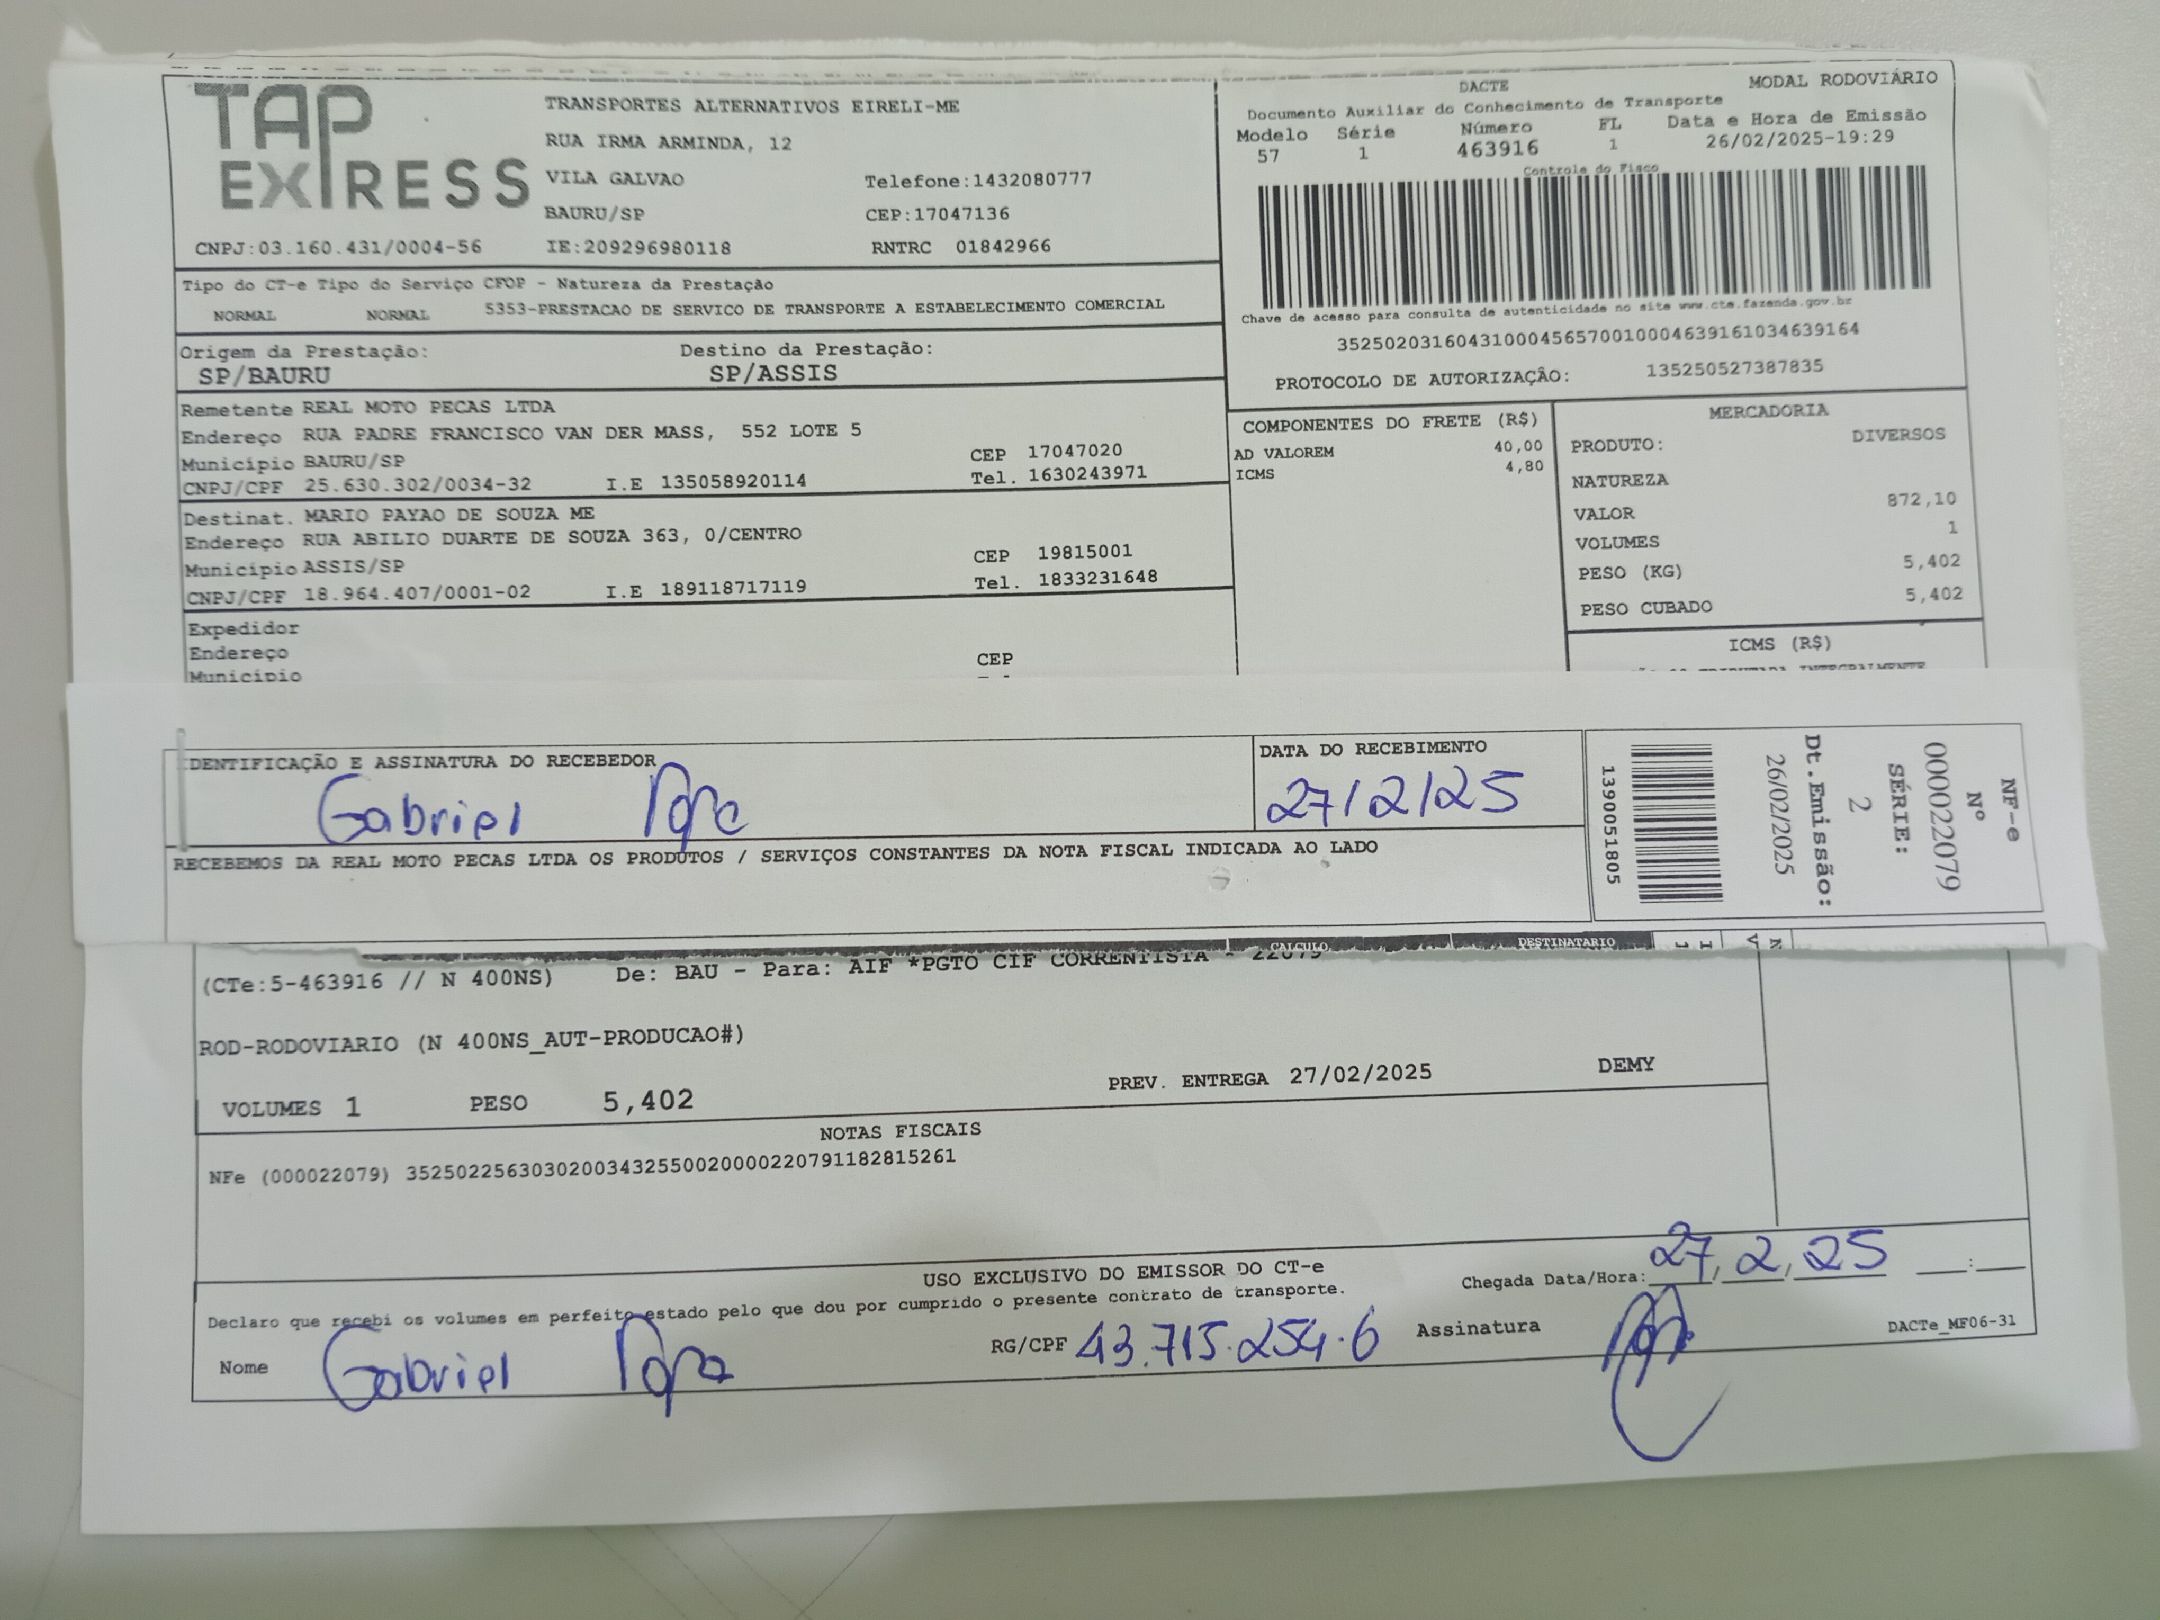 TAP EXPRESS
TRANSPORTES ALTERNATIVOS EIRELI-ME
RUA IRMA ARMINDA, 12
VILA GALVAO Telefone:1432080777
BAURU/SP CEP:17047136
CNPJ:03.160.431/0004-56 IE:209296980118 RNTRC 01842966
DACTE MODAL RODOVIÁRIO
Documento Auxiliar do Conhecimento de Transporte
Modelo Série Número FL Data e Hora de Emissão
57 1 463916 1 26/02/2025-19:29
Controle do Fisco
Chave de acesso para consulta de autenticidade no site www.cte.fazenda.gov.br
35250203160431000456570010004639161034639164
PROTOCOLO DE AUTORIZAÇÃO: 135250527387835
Tipo do CT-e Tipo do Serviço CFOP - Natureza da Prestação
NORMAL NORMAL 5353-PRESTACAO DE SERVICO DE TRANSPORTE A ESTABELECIMENTO COMERCIAL
Origem da Prestação: Destino da Prestação:
SP/BAURU SP/ASSIS
Remetente REAL MOTO PECAS LTDA
Endereço RUA PADRE FRANCISCO VAN DER MASS, 552 LOTE 5
Município BAURU/SP CEP 17047020
CNPJ/CPF 25.630.302/0034-32 I.E 135058920114 Tel. 1630243971
Destinat. MARIO PAYAO DE SOUZA ME
Endereço RUA ABILIO DUARTE DE SOUZA 363, 0/CENTRO
Município ASSIS/SP CEP 19815001
CNPJ/CPF 18.964.407/0001-02 I.E 189118717119 Tel. 1833231648
Expedidor
Endereço CEP
Município
COMPONENTES DO FRETE (R$)
AD VALOREM 40,00
ICMS 4,80
MERCADORIA
PRODUTO: DIVERSOS
NATUREZA
VALOR 872,10
VOLUMES 1
PESO (KG) 5,402
PESO CUBADO 5,402
ICMS (R$)
IDENTIFICAÇÃO E ASSINATURA DO RECEBEDOR DATA DO RECEBIMENTO
Gabriel 27/2/25
RECEBEMOS DA REAL MOTO PECAS LTDA OS PRODUTOS / SERVIÇOS CONSTANTES DA NOTA FISCAL INDICADA AO LADO
NF-e
Nº
000022079
SÉRIE:
2
Dt.Emissão:
26/02/2025
1390051805
CALCULO DESTINATARIO
(CTe:5-463916 // N 400NS) De: BAU - Para: AIF *PGTO CIF CORRENTISTA - 22079
ROD-RODOVIARIO (N 400NS_AUT-PRODUCAO#)
VOLUMES 1 PESO 5,402 PREV. ENTREGA 27/02/2025 DEMY
NOTAS FISCAIS
NFe (000022079) 35250225630302003432550020000220791182815261
USO EXCLUSIVO DO EMISSOR DO CT-e
Declaro que recebi os volumes em perfeito estado pelo que dou por cumprido o presente contrato de transporte.
Chegada Data/Hora: 27,2,25 :
Nome Gabriel RG/CPF 43.715.254-6 Assinatura
DACTe_MF06-31